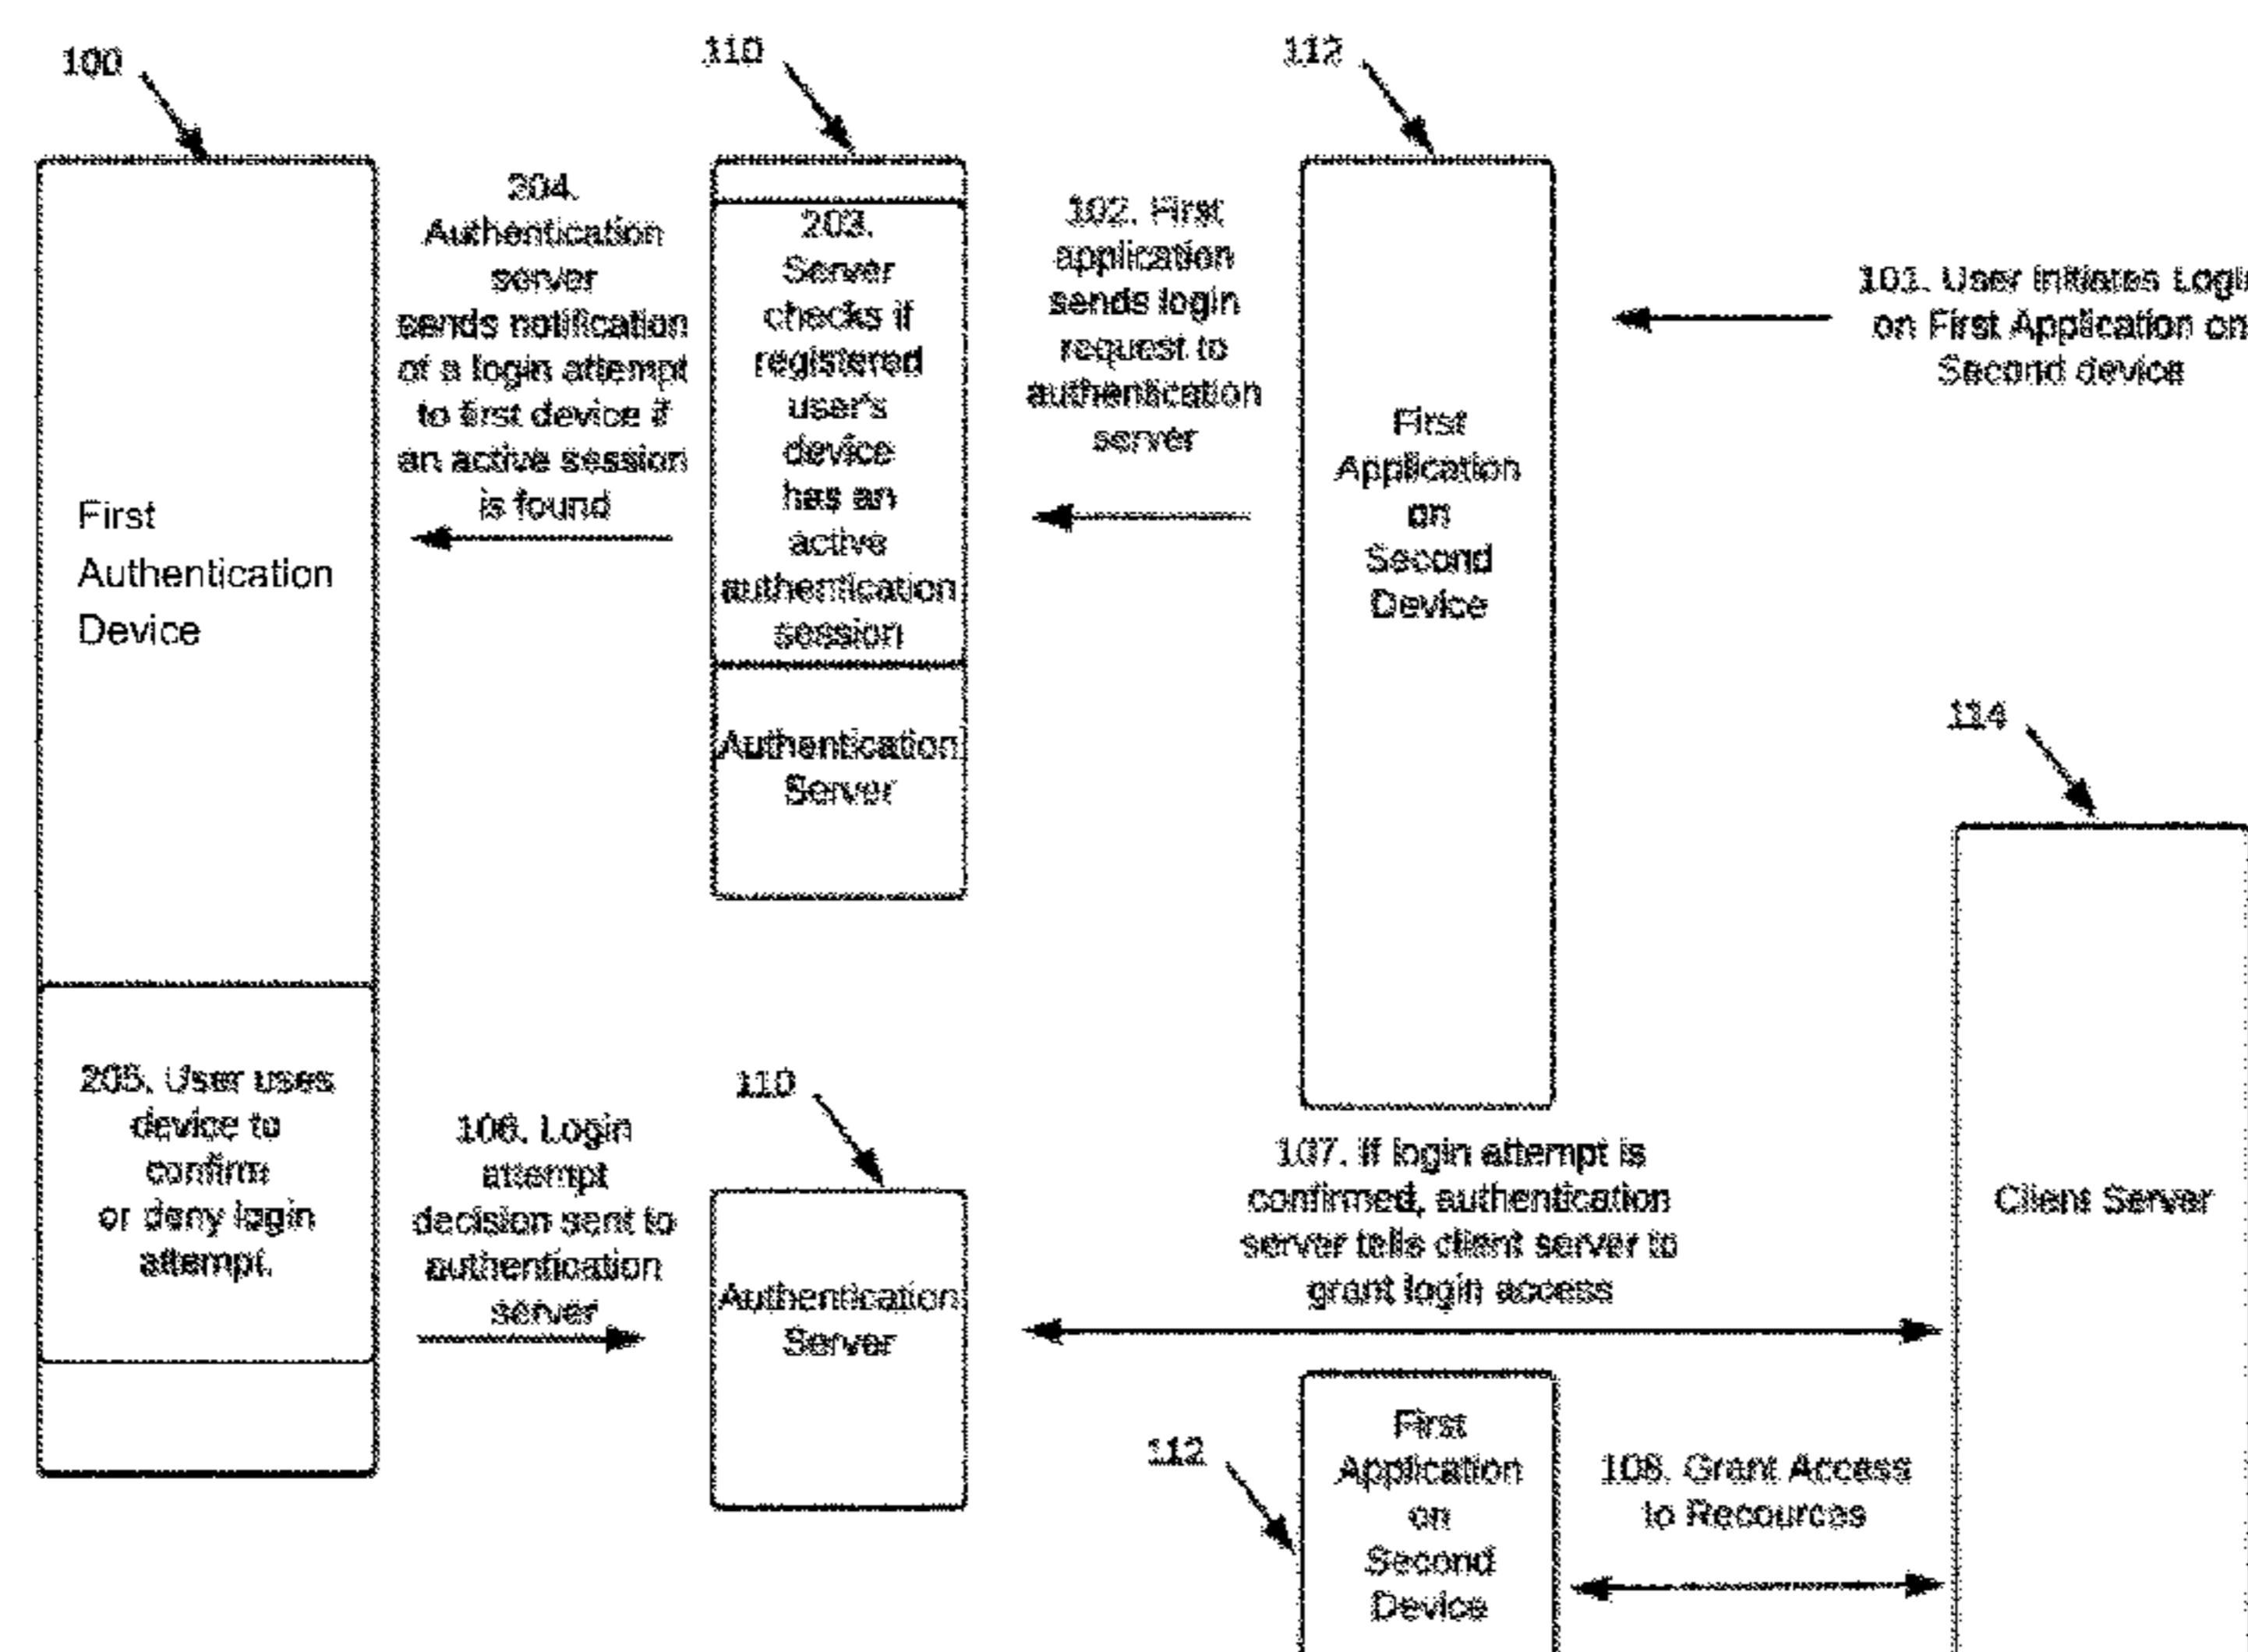 100
110
112
204.
Authentication
server
sends notification
of a login attempt
to first device if
an active session
is found
203.
Server
checks if
registered
user's
device
has an
active
authentication
session
102. First
application
sends login
request to
authentication
server
101. User Initiates Logi
on First Application on
Second device
First
Authentication
Device
First
Application
on
Second
Device
Authentication
Server
114
205. User uses
device to
confirm
or deny login
attempt.
106. Login
attempt
decision sent to
authentication
server
110
Authentication
Server
107. If login attempt is
confirmed, authentication
server tells client server to
grant login access
Client Server
112
First
Application
on
Second
Device
108. Grant Access
to Recources